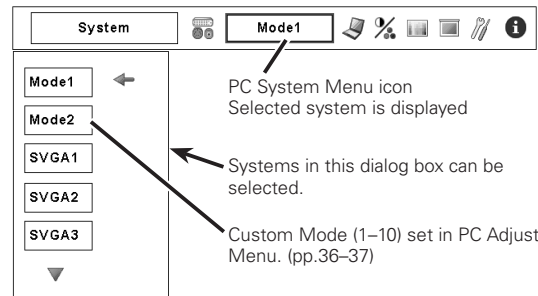 System
Mode1
Mode1
Mode2
SVGA1
SVGA2
SVGA3
PC System Menu icon
Selected system is displayed
Systems in this dialog box can be
selected.
Custom Mode (1–10) set in PC Adjust
Menu. (pp.36–37)